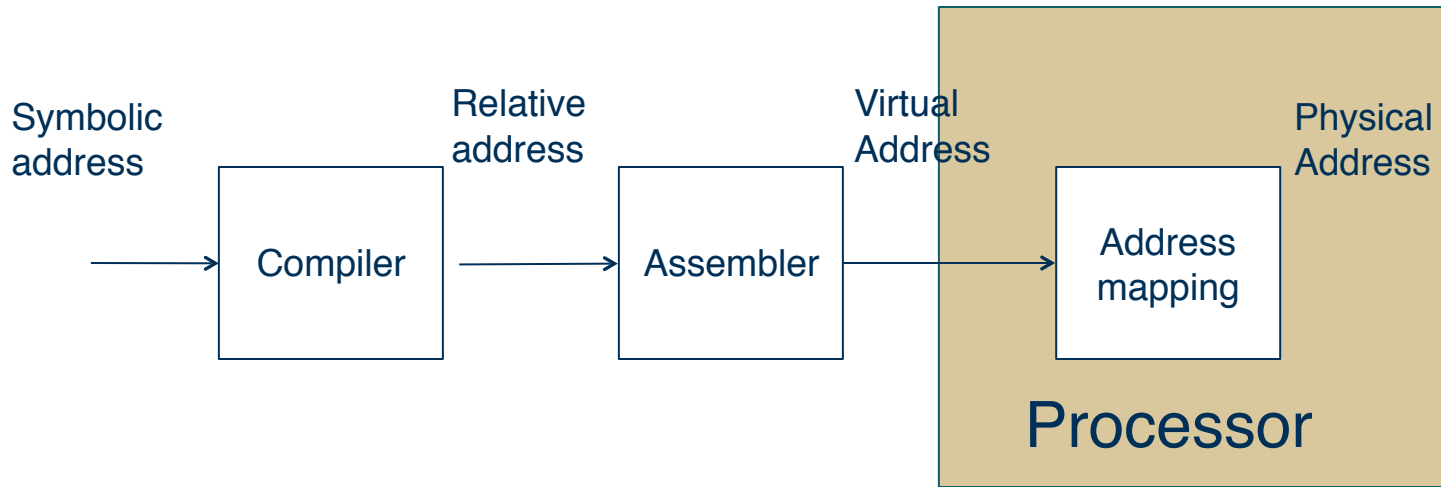 Symbolic
address
Compiler
Relative
address
Assembler
Virtual
Address
Address
mapping
Physical
Address
Processor